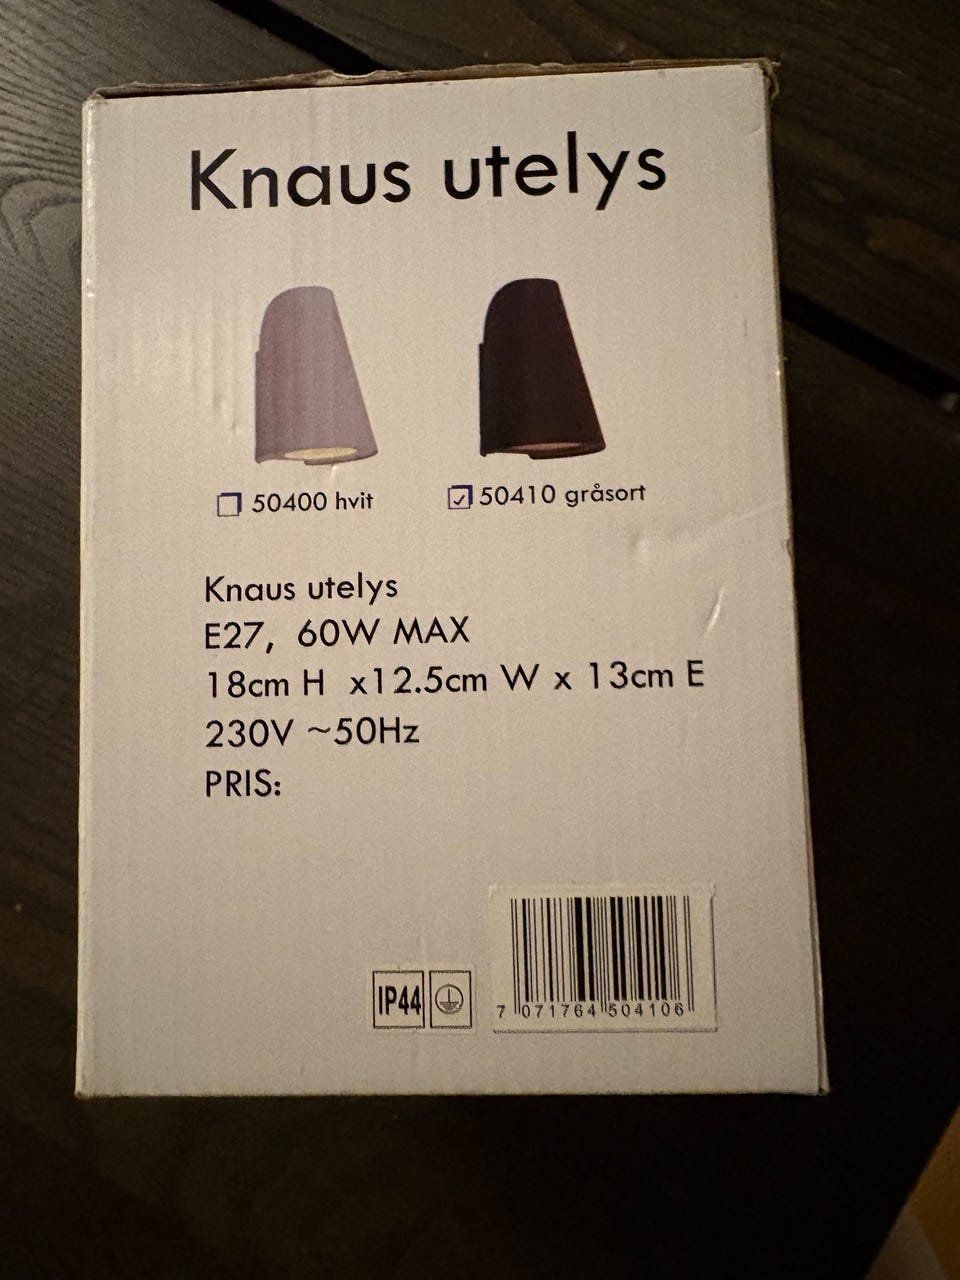 Knaus utelys
50400 hvit
50410 gråsort
Knaus utelys
E27, 60W MAX
18cm H x12.5cm W x 13cm E
230V ~50Hz
PRIS:
IP44
7 071764 504106